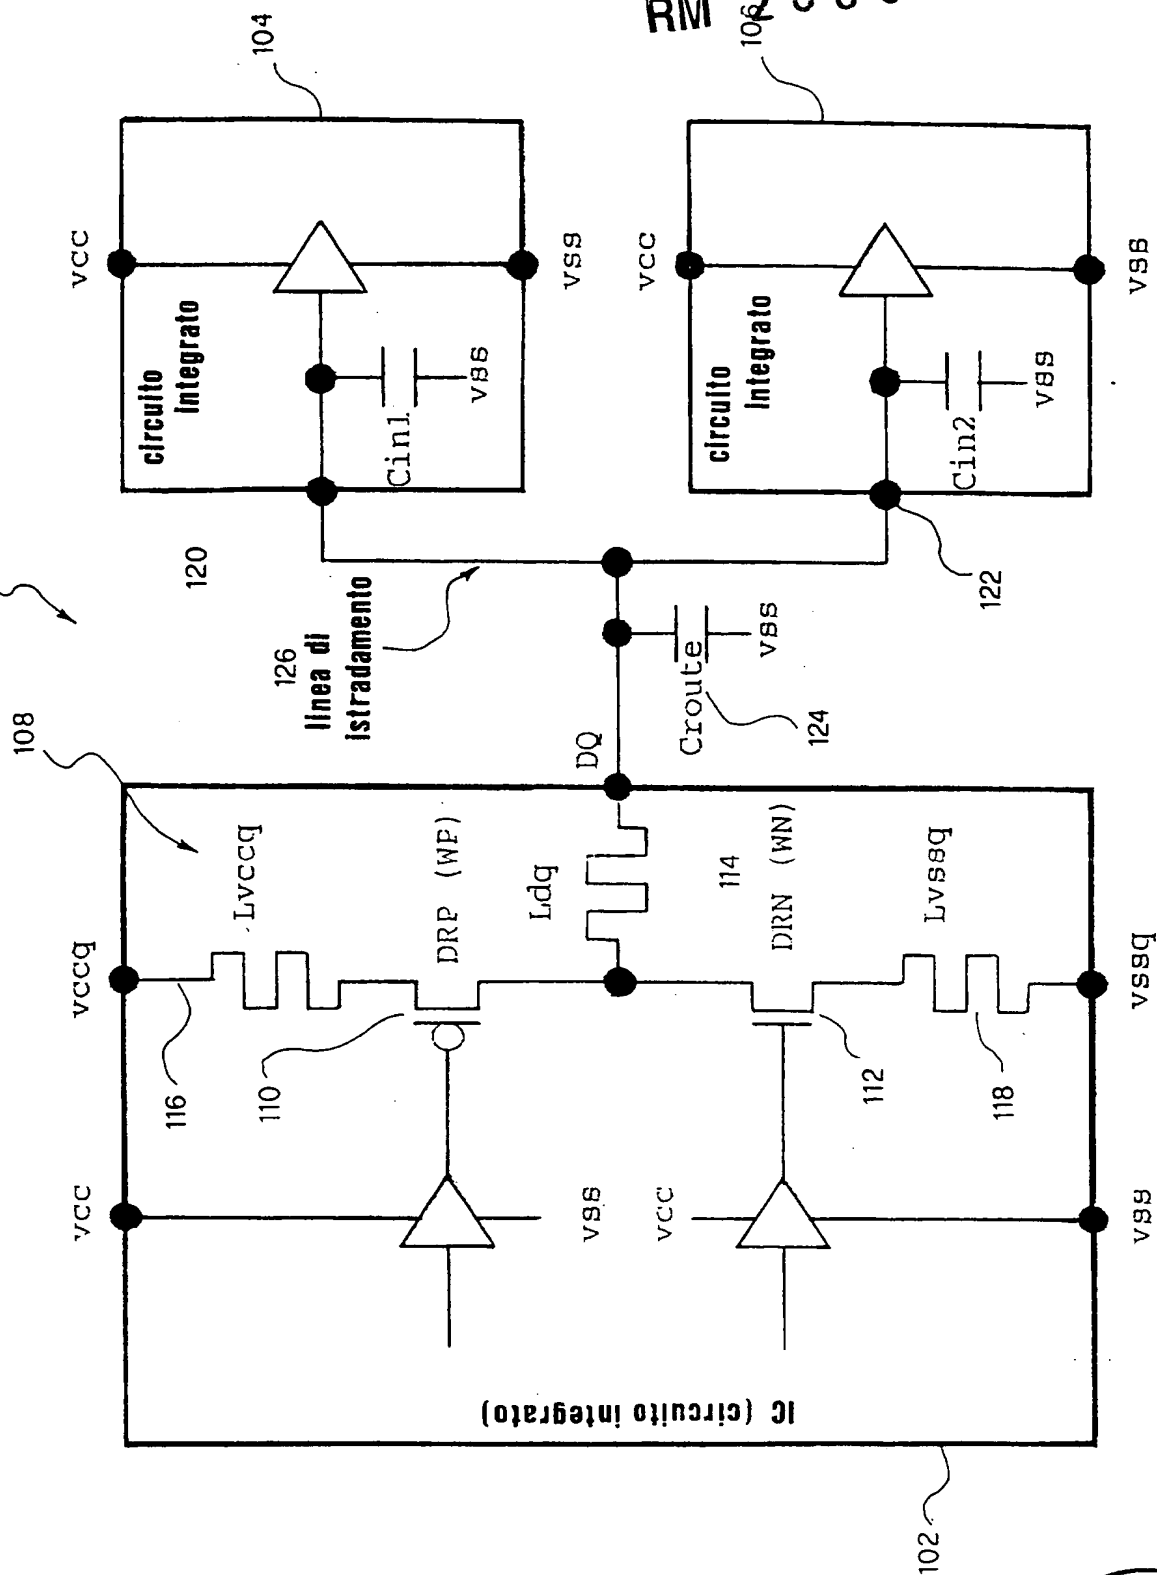 RM
104
106
vcc
vcc
circuito
integrato
circuito
integrato
Cin1
vss
Cin2
vss
vss
vss
120
122
126
linea di
istradamento
Croute
vss
124
108
DQ
vccq
Lvccq
DRP (WP)
Ldq
114
DRN (WN)
Lvssq
vssq
116
110
112
118
vcc
vss
vcc
vss
IC (circuito integrato)
102